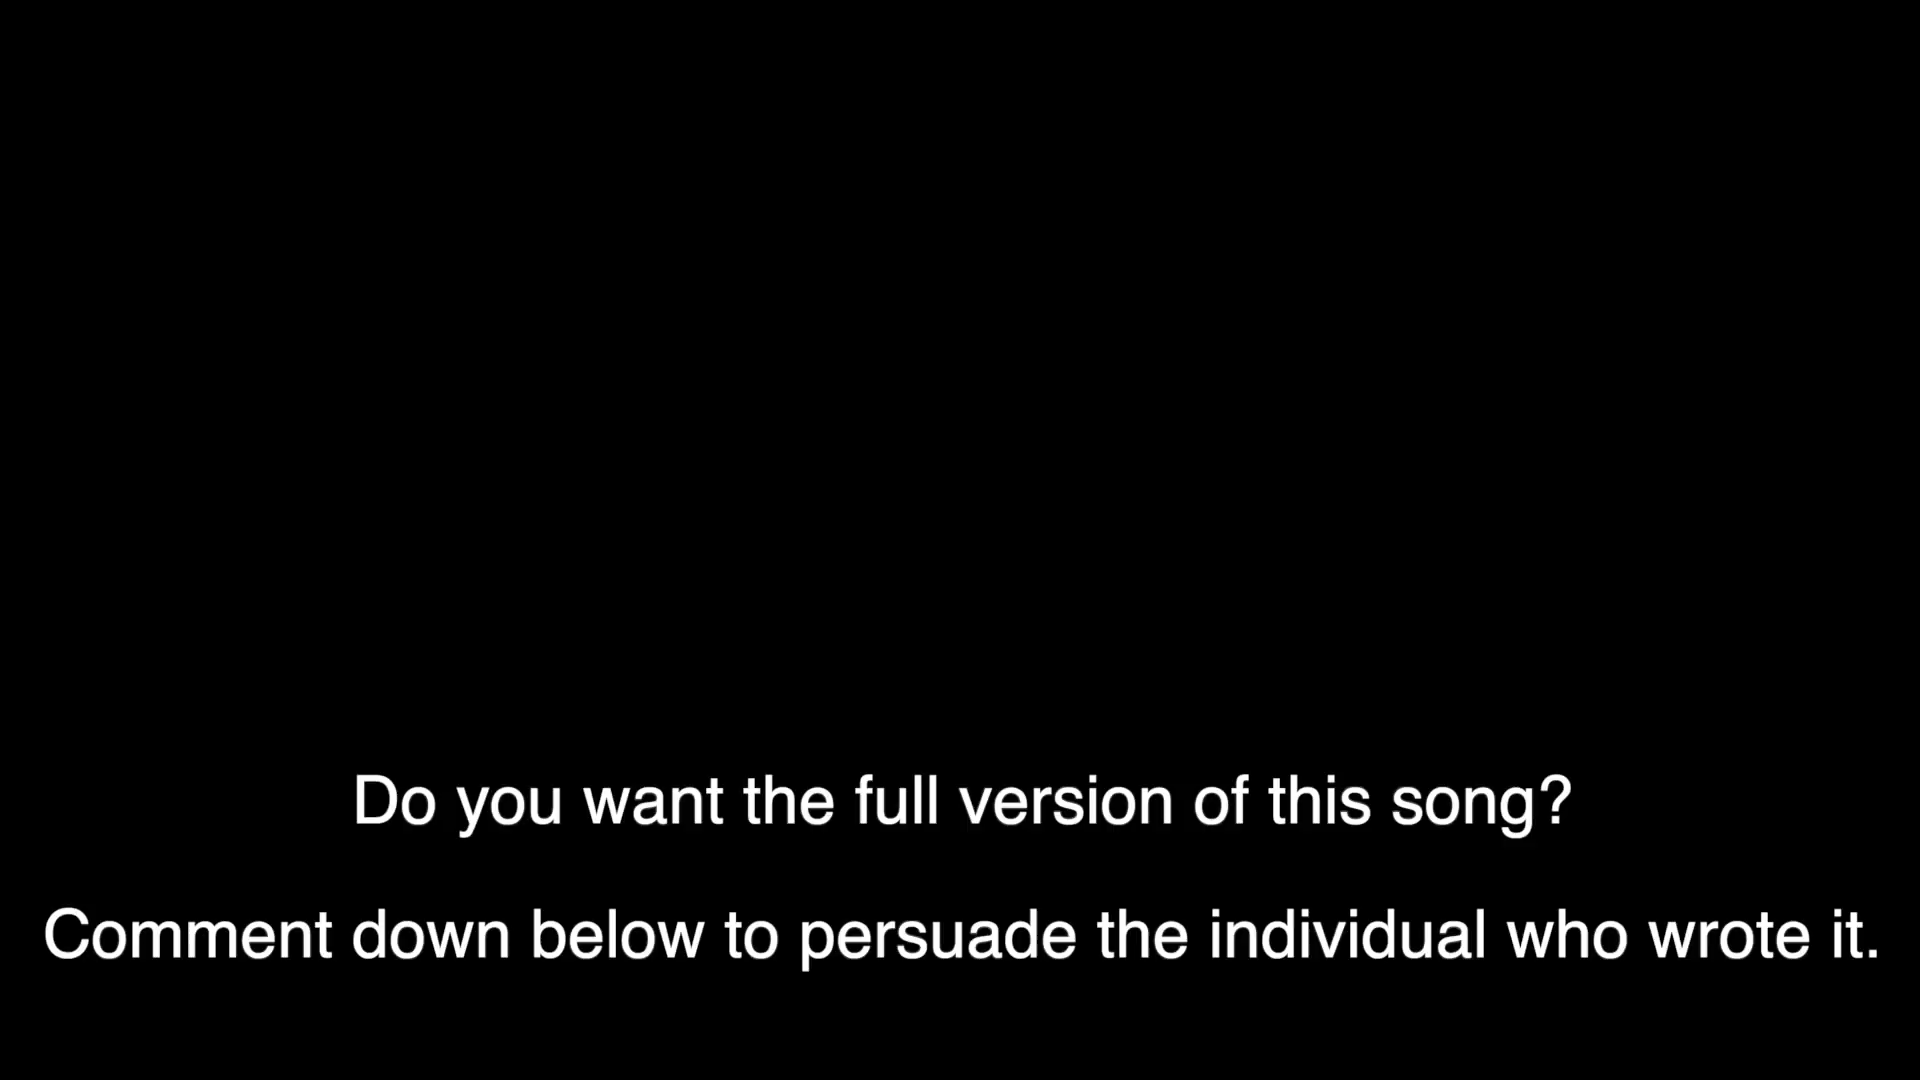 Do you want the full version of this song?
Comment down below to persuade the individual who wrote it.